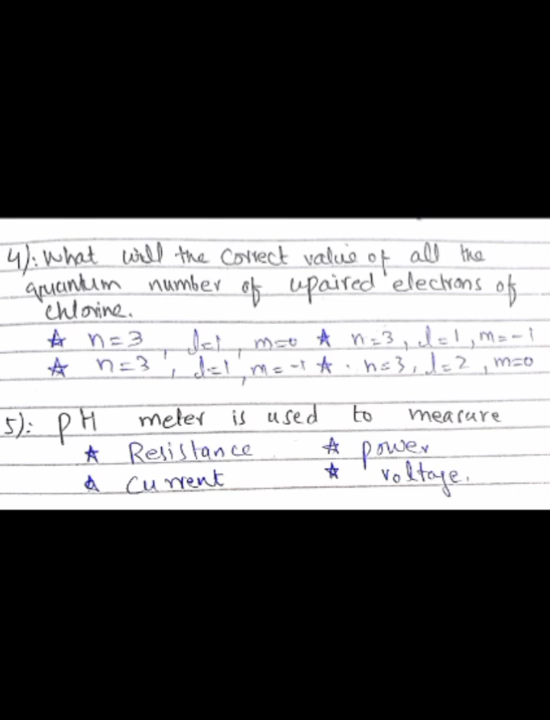 4): What will the correct value of all the
quantum number of upaired electrons of
chlorine.
☆ n=3, l=1, m=0 ☆ n=3, l=1, m=-1
☆ n=3, l=1, m=-1 ☆ . n=3, l=2, m=0
5): pH meter is used to measure
☆ Resistance ☆ power
☆ Current ☆ voltage.